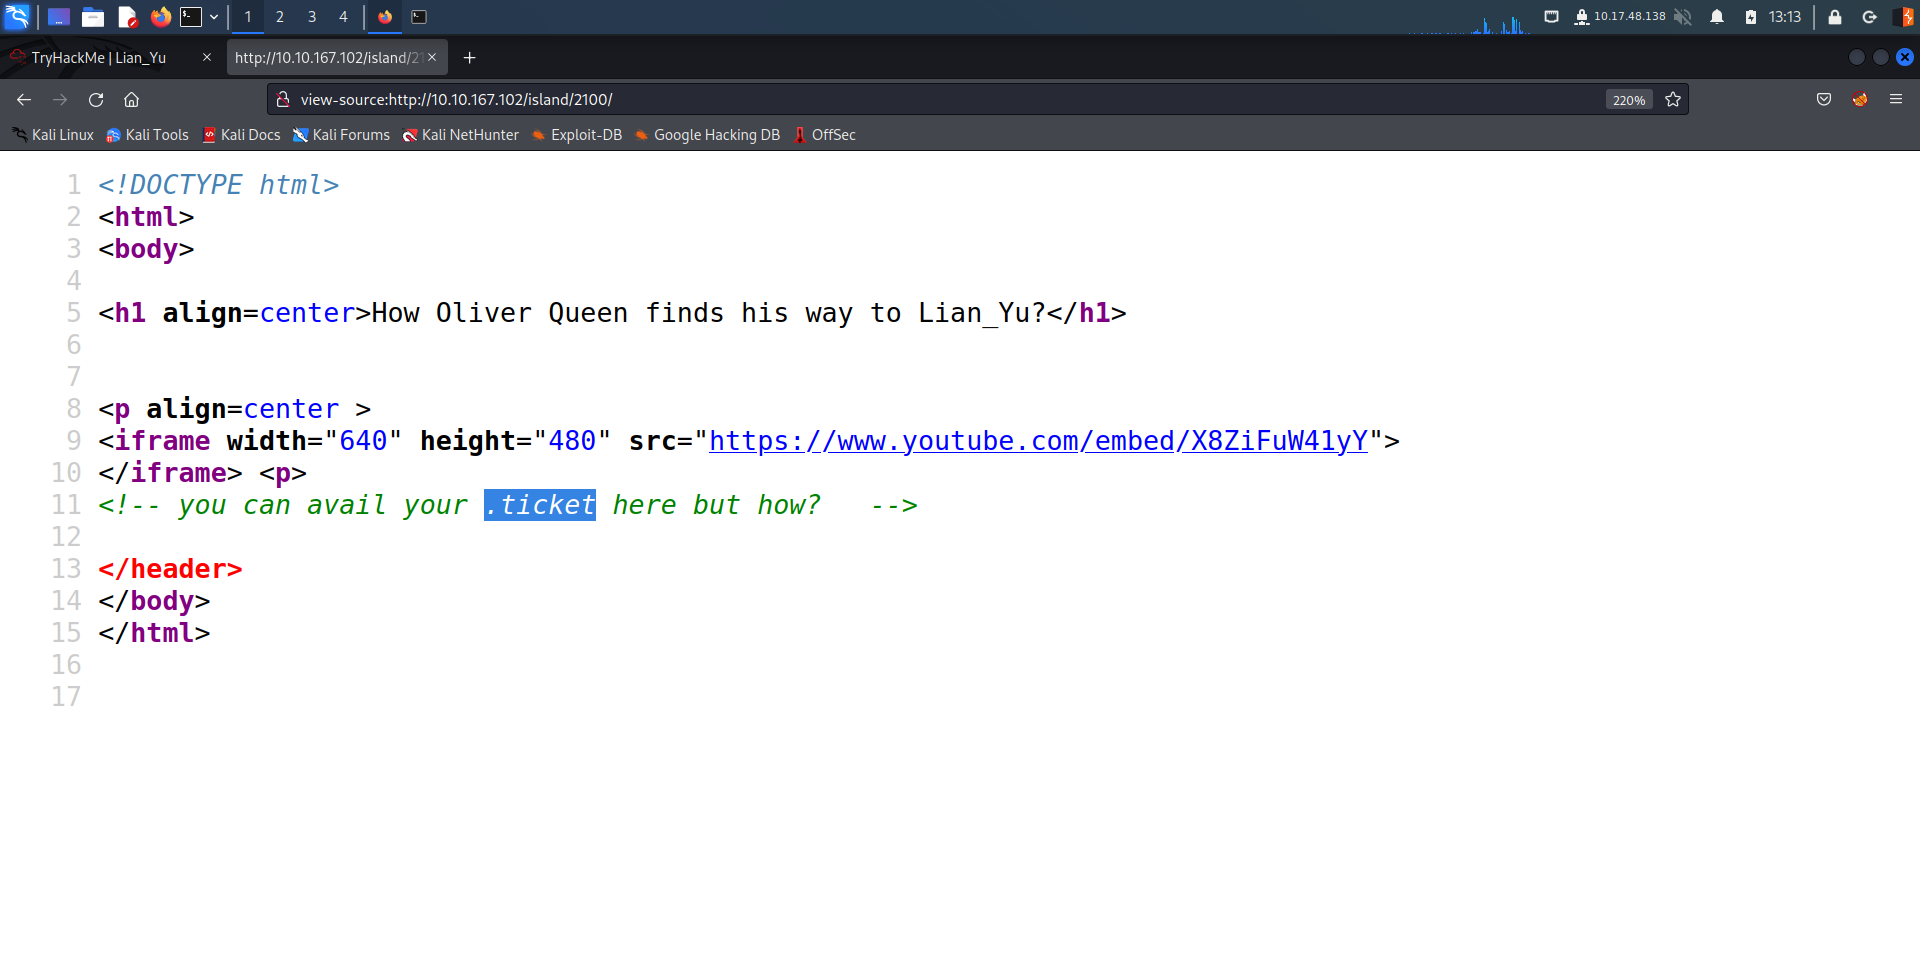 1 2 3 4 10.17.48.138 13:13
TryHackMe | Lian_Yu × http://10.10.167.102/island/21 × +
view-source:http://10.10.167.102/island/2100/ 220%
Kali Linux Kali Tools Kali Docs Kali Forums Kali NetHunter Exploit-DB Google Hacking DB OffSec
1 <!DOCTYPE html>
2 <html>
3 <body>
4
5 <h1 align=center>How Oliver Queen finds his way to Lian_Yu?</h1>
6
7
8 <p align=center >
9 <iframe width="640" height="480" src="https://www.youtube.com/embed/X8ZiFuW41yY">
10 </iframe> <p>
11 <!-- you can avail your .ticket here but how?   -->
12
13 </header>
14 </body>
15 </html>
16
17